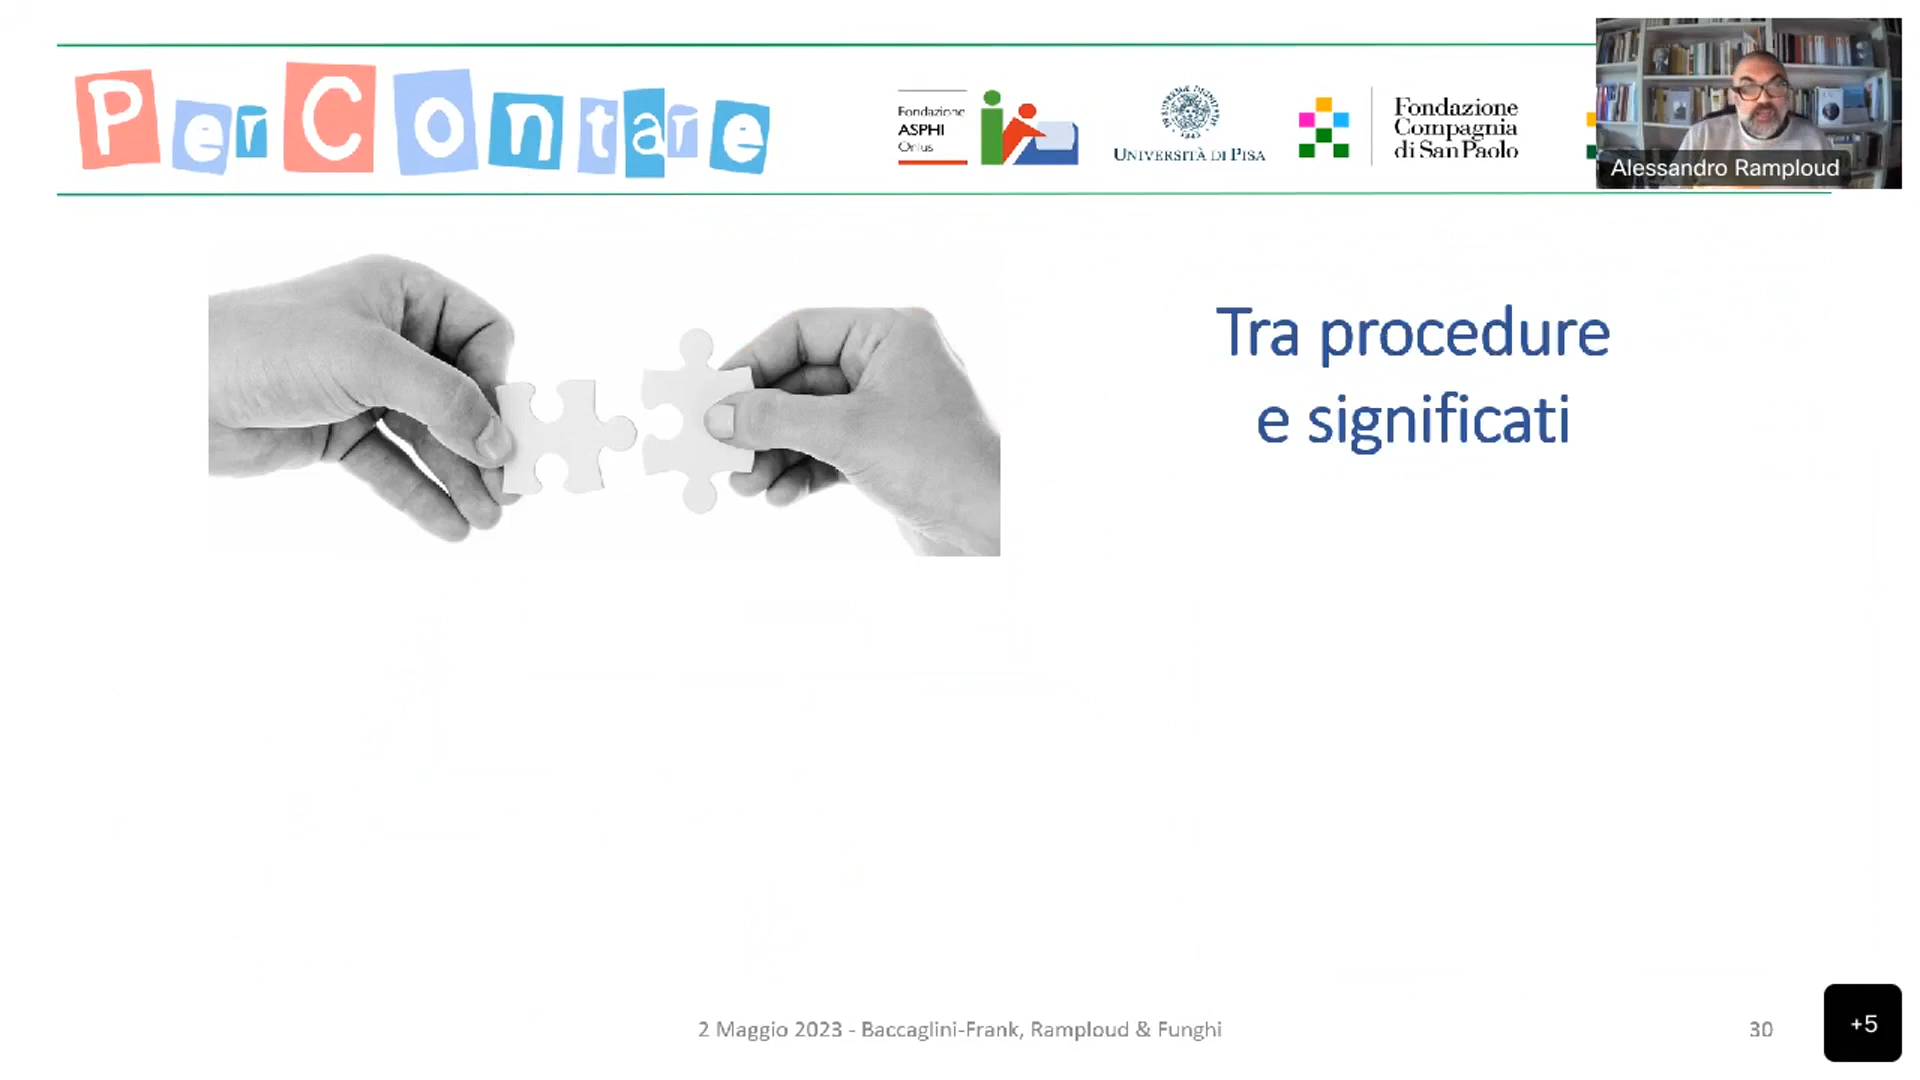 PerContare
Fondazione
ASPHI
Onlus
UNIVERSITÀ DI PISA
Fondazione
Compagnia
di San Paolo
Alessandro Ramploud
Tra procedure
e significati
2 Maggio 2023 - Baccaglini-Frank, Ramploud & Funghi
30
+5